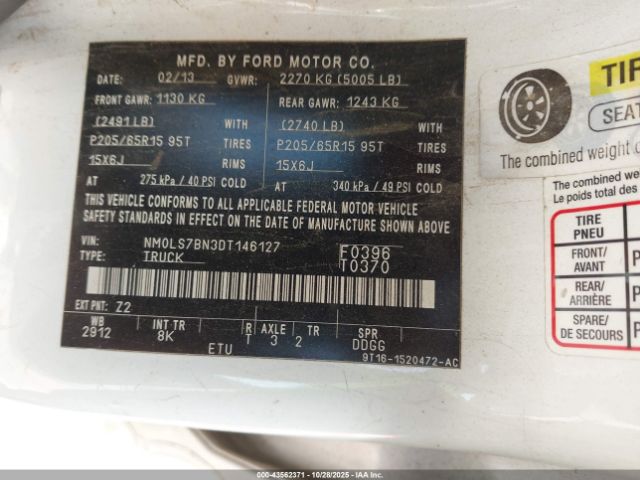 MFD. BY FORD MOTOR CO.
DATE: 02/13 GVWR: 2270 KG (5005 LB)
FRONT GAWR: 1130 KG REAR GAWR: 1243 KG
(2491 LB) WITH (2740 LB) WITH
P205/65R15 95T TIRES P205/65R15 95T TIRES
15X6J RIMS 15X6J RIMS
AT 275 kPa / 40 PSI COLD AT 340 kPa / 49 PSI COLD
THIS VEHICLE CONFORMS TO ALL APPLICABLE FEDERAL MOTOR VEHICLE
SAFETY STANDARDS IN EFFECT ON THE DATE OF MANUFACTURE SHOWN ABOVE.
VIN: NM0LS7BN3DT146127 F0396
TYPE: TRUCK T0370
EXT PNT: Z2
WB INT TR R AXLE TR SPR
2912 8K T 3 2 DDGG
ETU 9T16-1520472-AC
TIR
SEAT
The combined weight
The combined wei
Le poids total des
TIRE
PNEU
FRONT/
AVANT P
REAR/
ARRIÈRE P
SPARE/
DE SECOURS P
000-43562371 - 10/28/2025 - IAAI COPYRIGHT